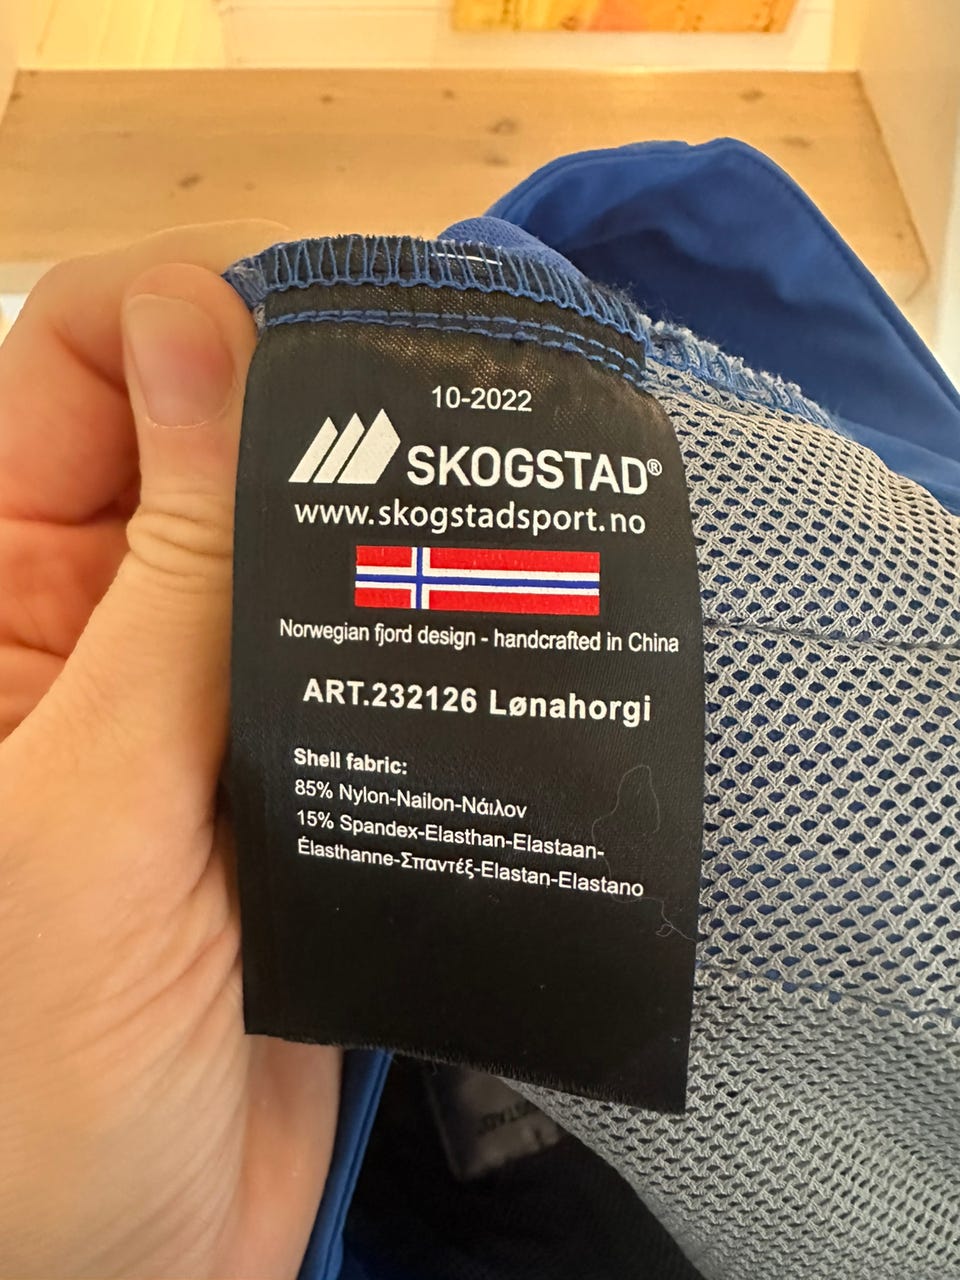 10-2022
SKOGSTAD®
www.skogstadsport.no
Norwegian fjord design - handcrafted in China
ART.232126 Lønahorgi
Shell fabric:
85% Nylon-Nailon-Νάιλον
15% Spandex-Elasthan-Elastaan-
Élasthanne-Σπαντέξ-Elastan-Elastano